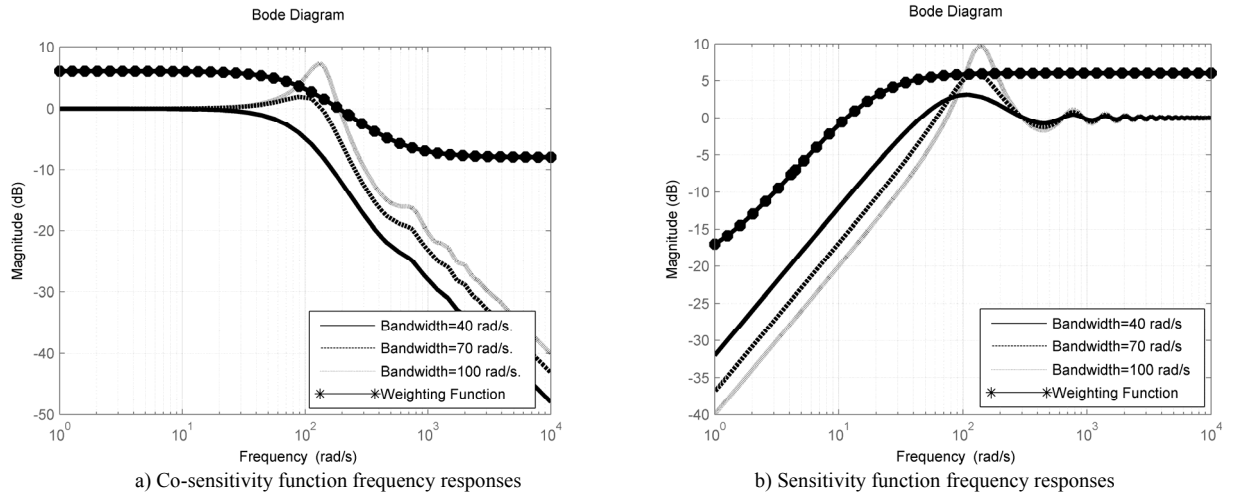 Bode Diagram
10
0
-10
-20
-30
-40
-50
Magnitude (dB)
Bandwidth=40 rad/s.
Bandwidth=70 rad/s.
Bandwidth=100 rad/s.
Weighting Function
10^0
10^1
10^2
10^3
10^4
Frequency (rad/s)
a) Co-sensitivity function frequency responses
Bode Diagram
10
5
0
-5
-10
-15
-20
-25
-30
-35
-40
Magnitude (dB)
Bandwidth=40 rad/s
Bandwidth=70 rad/s
Bandwidth=100 rad/s
Weighting Function
10^0
10^1
10^2
10^3
10^4
Frequency (rad/s)
b) Sensitivity function frequency responses